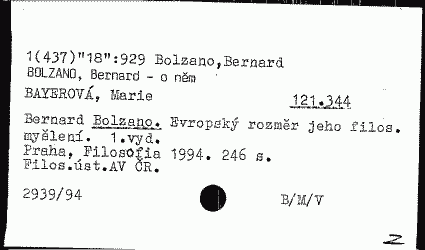 1(437)"18":929 Bolzano,Bernard
BOLZANO, Bernard - o něm
BAYEROVÁ, Marie
121.344
Bernard Bolzano. Evropský rozměr jeho filos.
myšlení. 1.vyd.
Praha, Filosofia 1994. 246 s.
Filos.úst.AV ČR.
2939/94
B/M/V
Z